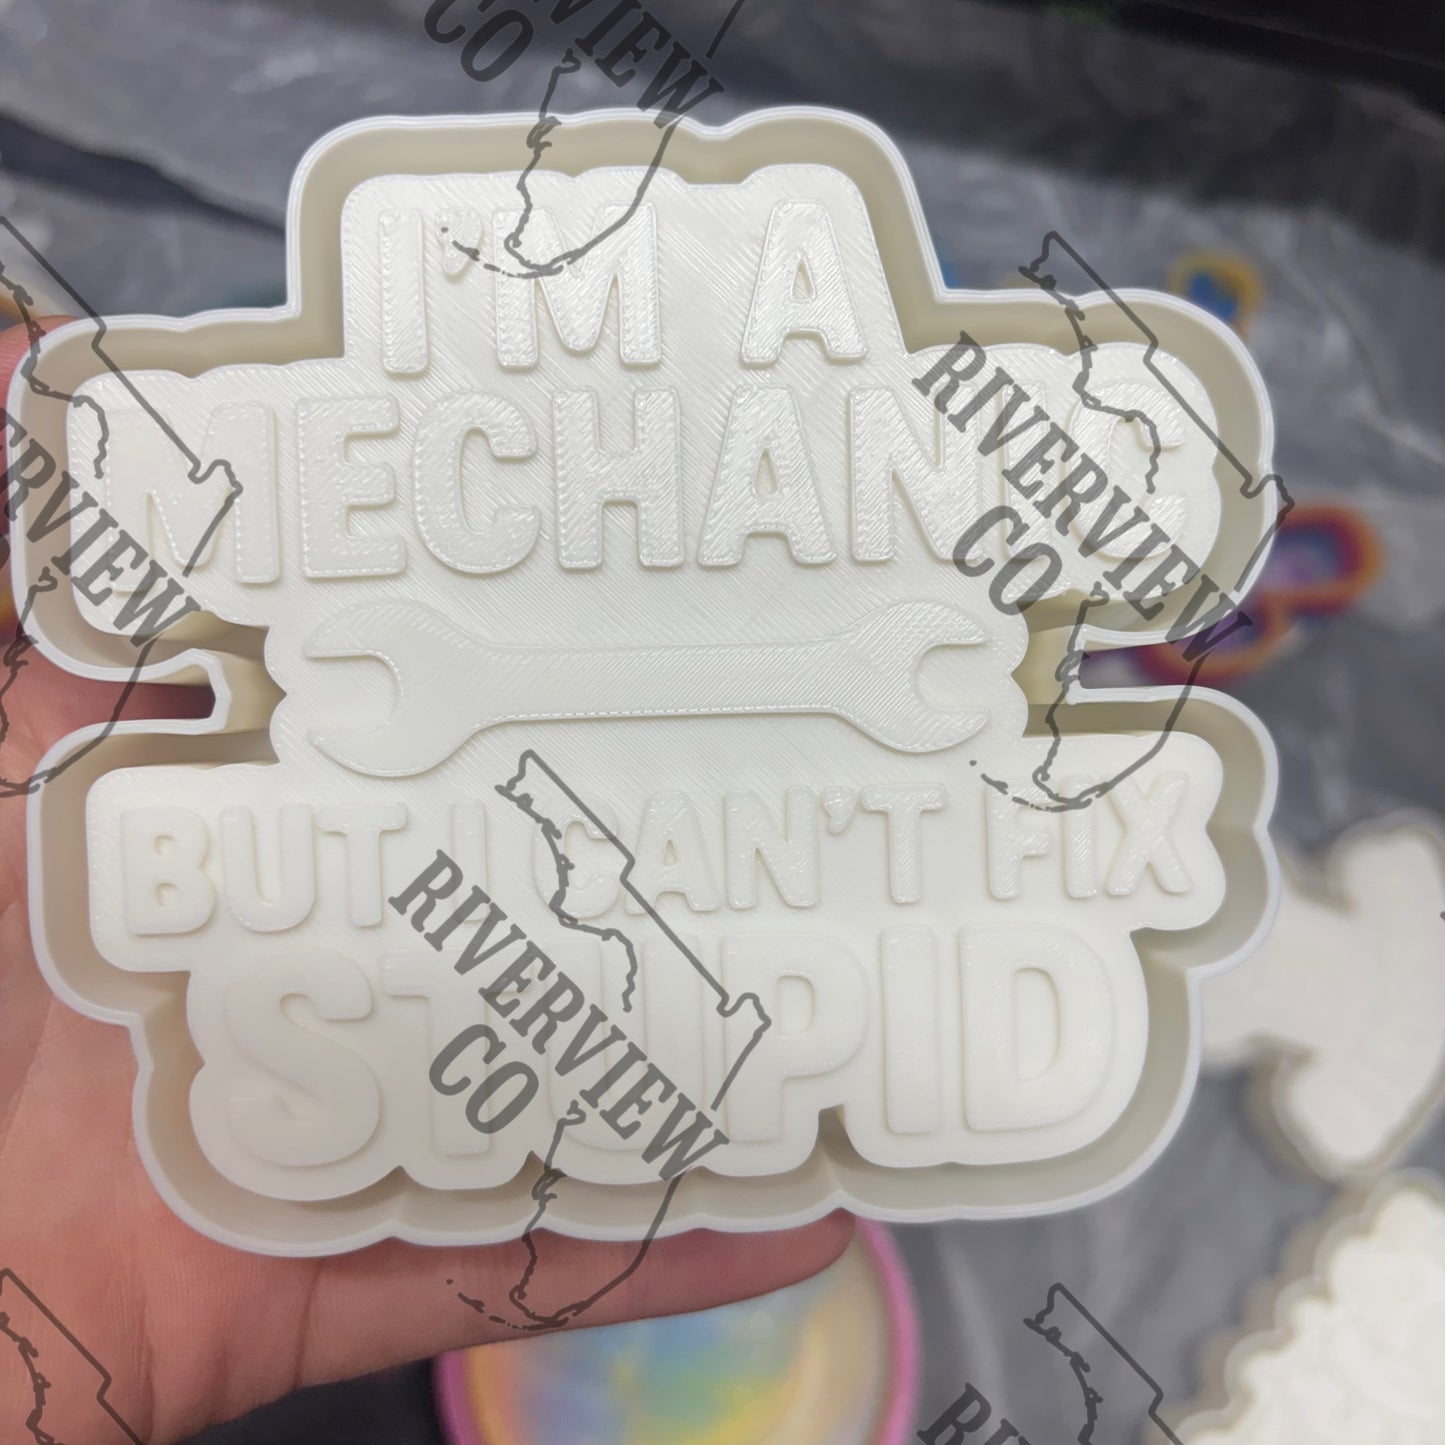 I'M A
MECHANIC
BUT I CAN'T FIX
STUPID
RIVERVIEW
CO
RIVERVIEW
CO
RIVERVIEW
CO